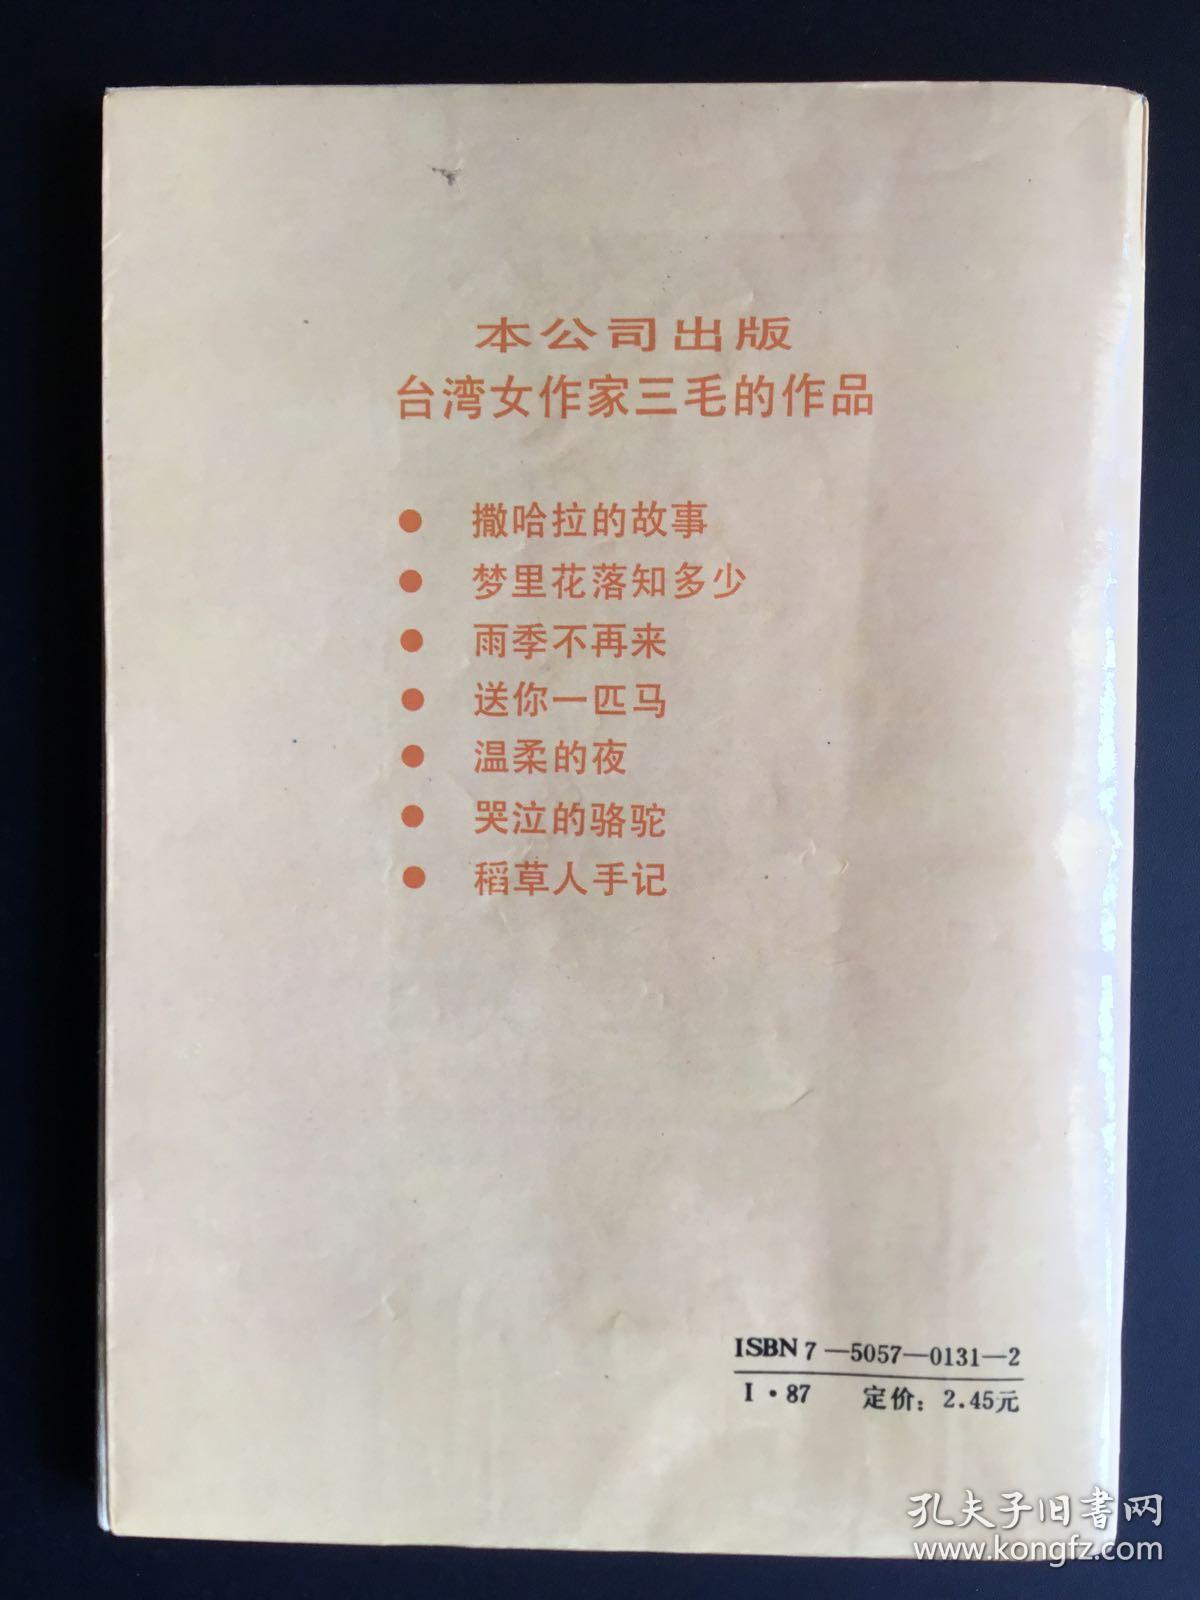 本公司出版
台湾女作家三毛的作品
● 撒哈拉的故事
● 梦里花落知多少
● 雨季不再来
● 送你一匹马
● 温柔的夜
● 哭泣的骆驼
● 稻草人手记
ISBN 7—5057—0131—2
I·87 定价：2.45元
孔夫子旧書网
www.kongfz.com